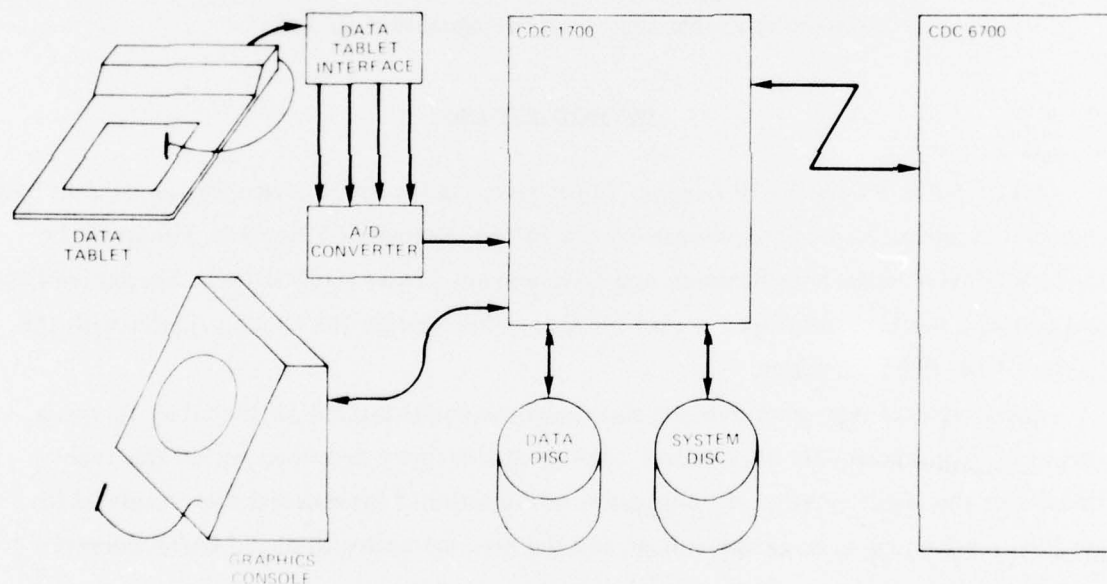 DATA
TABLET
INTERFACE
CDC 1700
CDC 6700
DATA
TABLET
A/D
CONVERTER
DATA
DISC
SYSTEM
DISC
GRAPHICS
CONSOLE